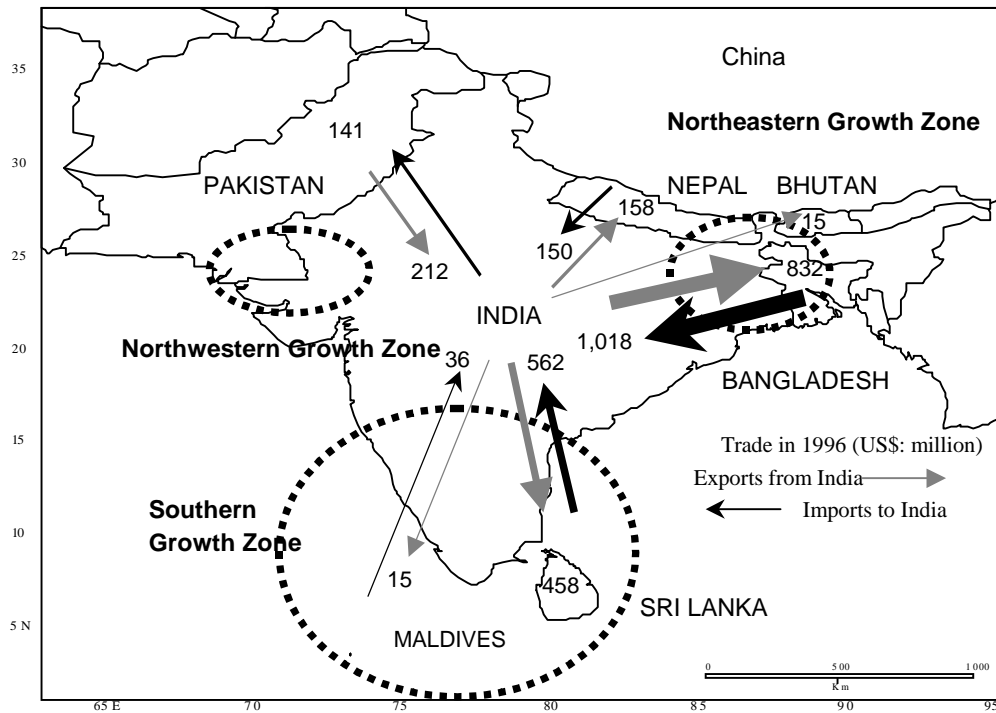 China
35
Northeastern Growth Zone
141
30
PAKISTAN
NEPAL
BHUTAN
158
15
150
25
212
832
INDIA
1,018
Northwestern Growth Zone
36
562
20
BANGLADESH
15
Trade in 1996 (US$: million)
Exports from India
Imports to India
Southern
Growth Zone
10
15
458
SRI LANKA
5 N
MALDIVES
0
500
1 000
K m
65 E
70
75
80
85
90
95